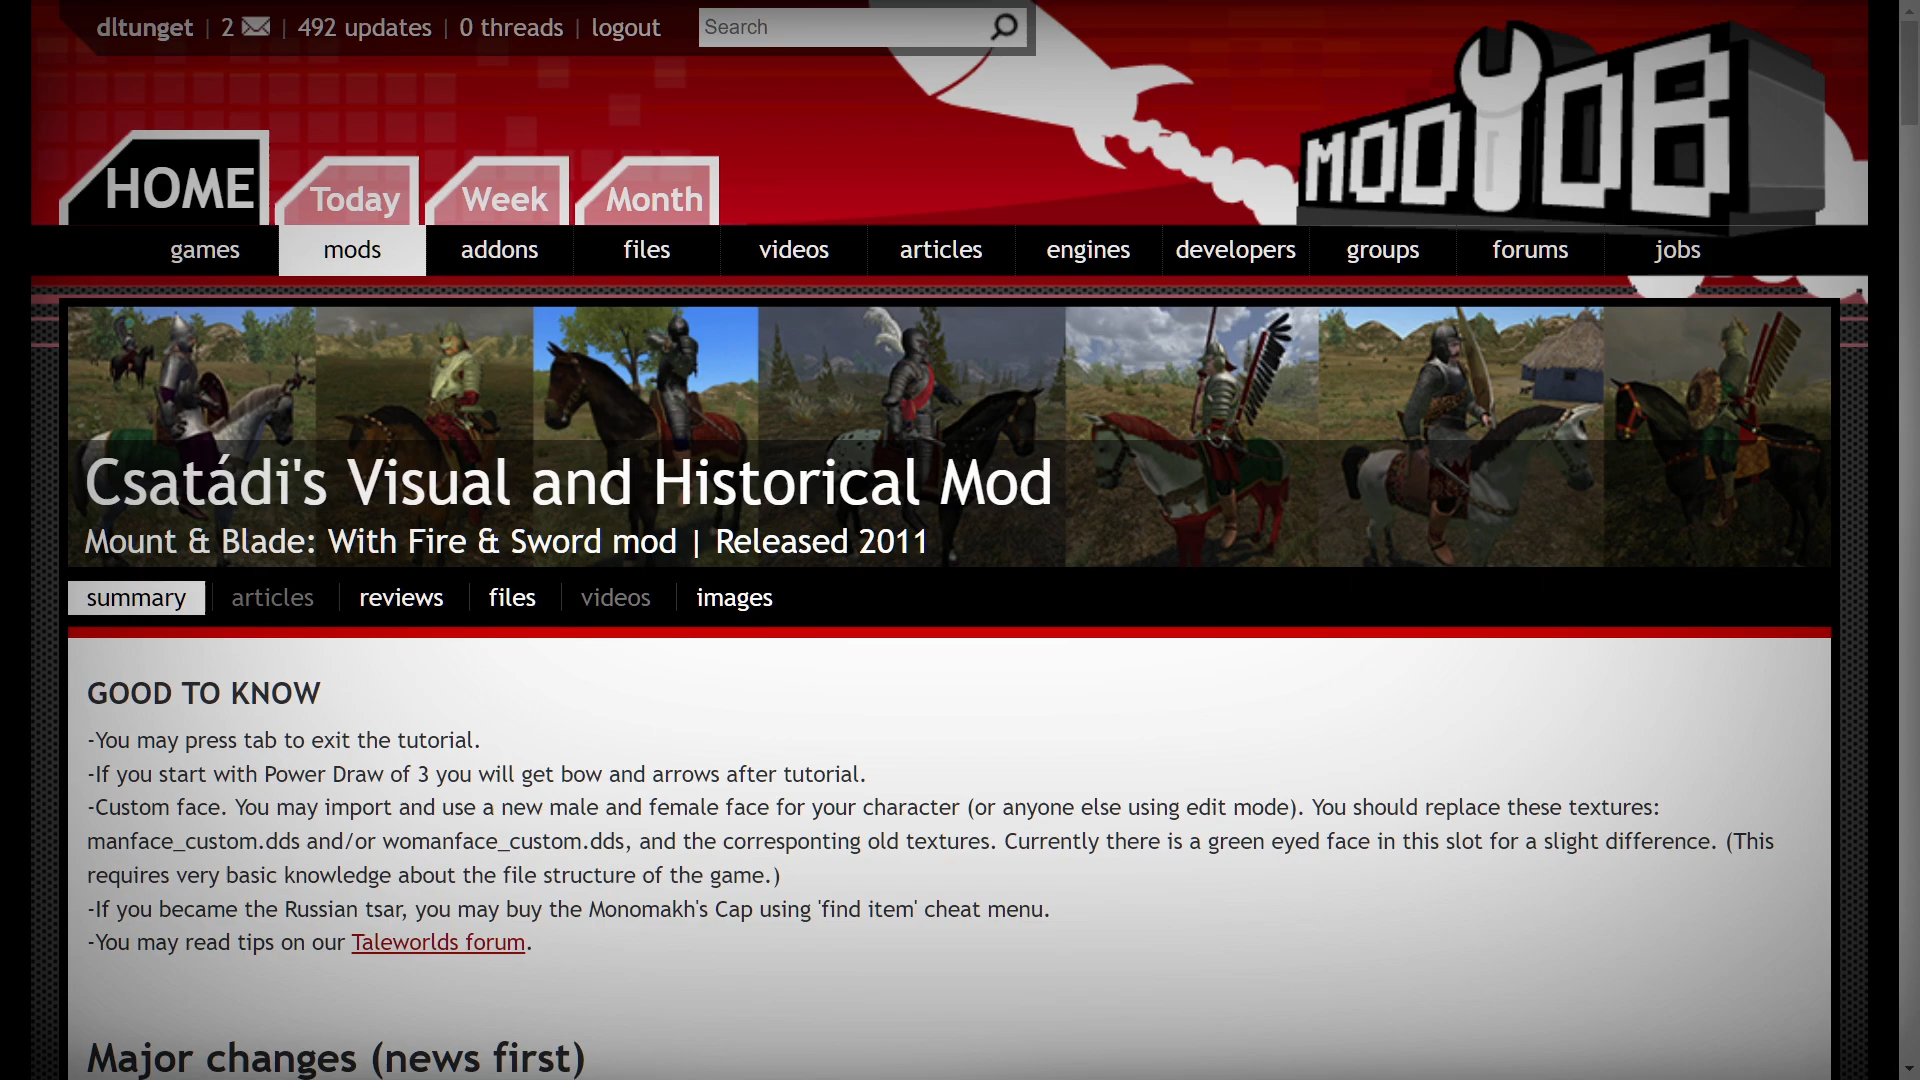 dltunget | 2 | 492 updates | 0 threads | logout Search
MODDB
HOME Today Week Month
games mods addons files videos articles engines developers groups forums jobs
Csatádi's Visual and Historical Mod
Mount & Blade: With Fire & Sword mod | Released 2011
summary articles reviews files videos images
GOOD TO KNOW
-You may press tab to exit the tutorial.
-If you start with Power Draw of 3 you will get bow and arrows after tutorial.
-Custom face. You may import and use a new male and female face for your character (or anyone else using edit mode). You should replace these textures:
manface_custom.dds and/or womanface_custom.dds, and the corresponting old textures. Currently there is a green eyed face in this slot for a slight difference. (This
requires very basic knowledge about the file structure of the game.)
-If you became the Russian tsar, you may buy the Monomakh's Cap using 'find item' cheat menu.
-You may read tips on our Taleworlds forum.
Major changes (news first)